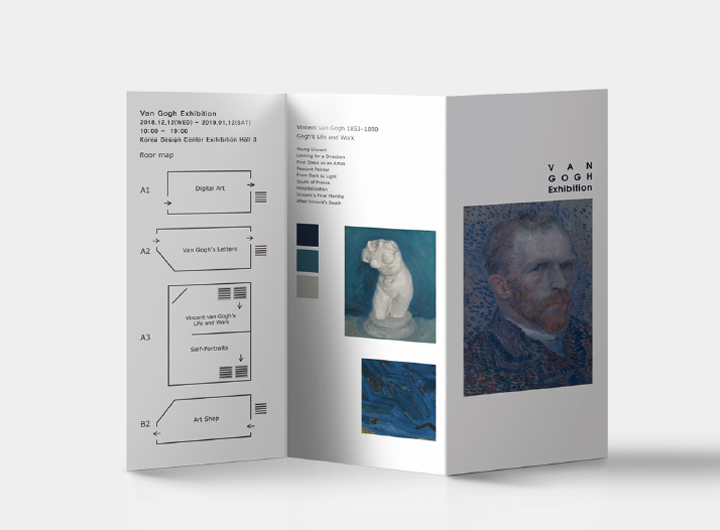 Van Gogh Exhibition
2018.12.12(WED) – 2019.01.12(SAT)
10:00 – 19:00
Korea Design Center Exhibition Hall 3
floor map
A1
Digital Art
A2
Van Gogh's Letters
A3
Vincent van Gogh's
Life and Work
Self-Portraits
B2
Art Shop
Vincent van Gogh 1853–1890
Gogh's Life and Work
Young Vincent
Looking for a Direction
First Steps as an Artist
Peasant Painter
From Dark to Light
South of France
Hospitalization
Vincent's Final Months
After Vincent's Death
VAN
GOGH
Exhibition